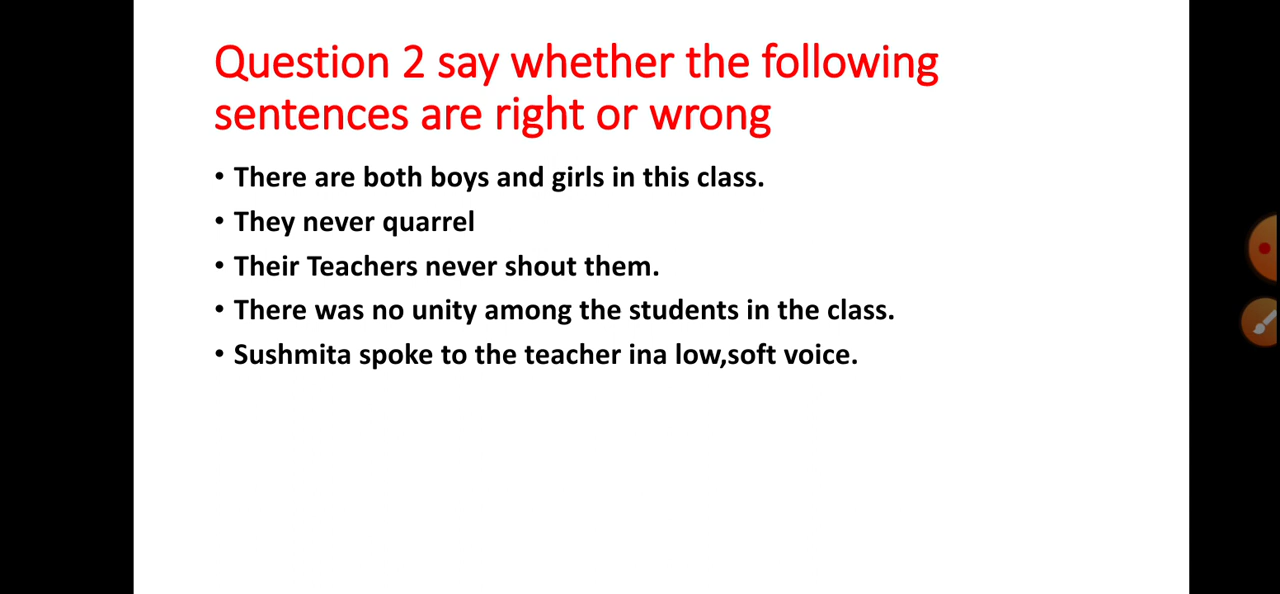 Question 2 say whether the following
sentences are right or wrong
• There are both boys and girls in this class.
• They never quarrel
• Their Teachers never shout them.
• There was no unity among the students in the class.
• Sushmita spoke to the teacher ina low,soft voice.